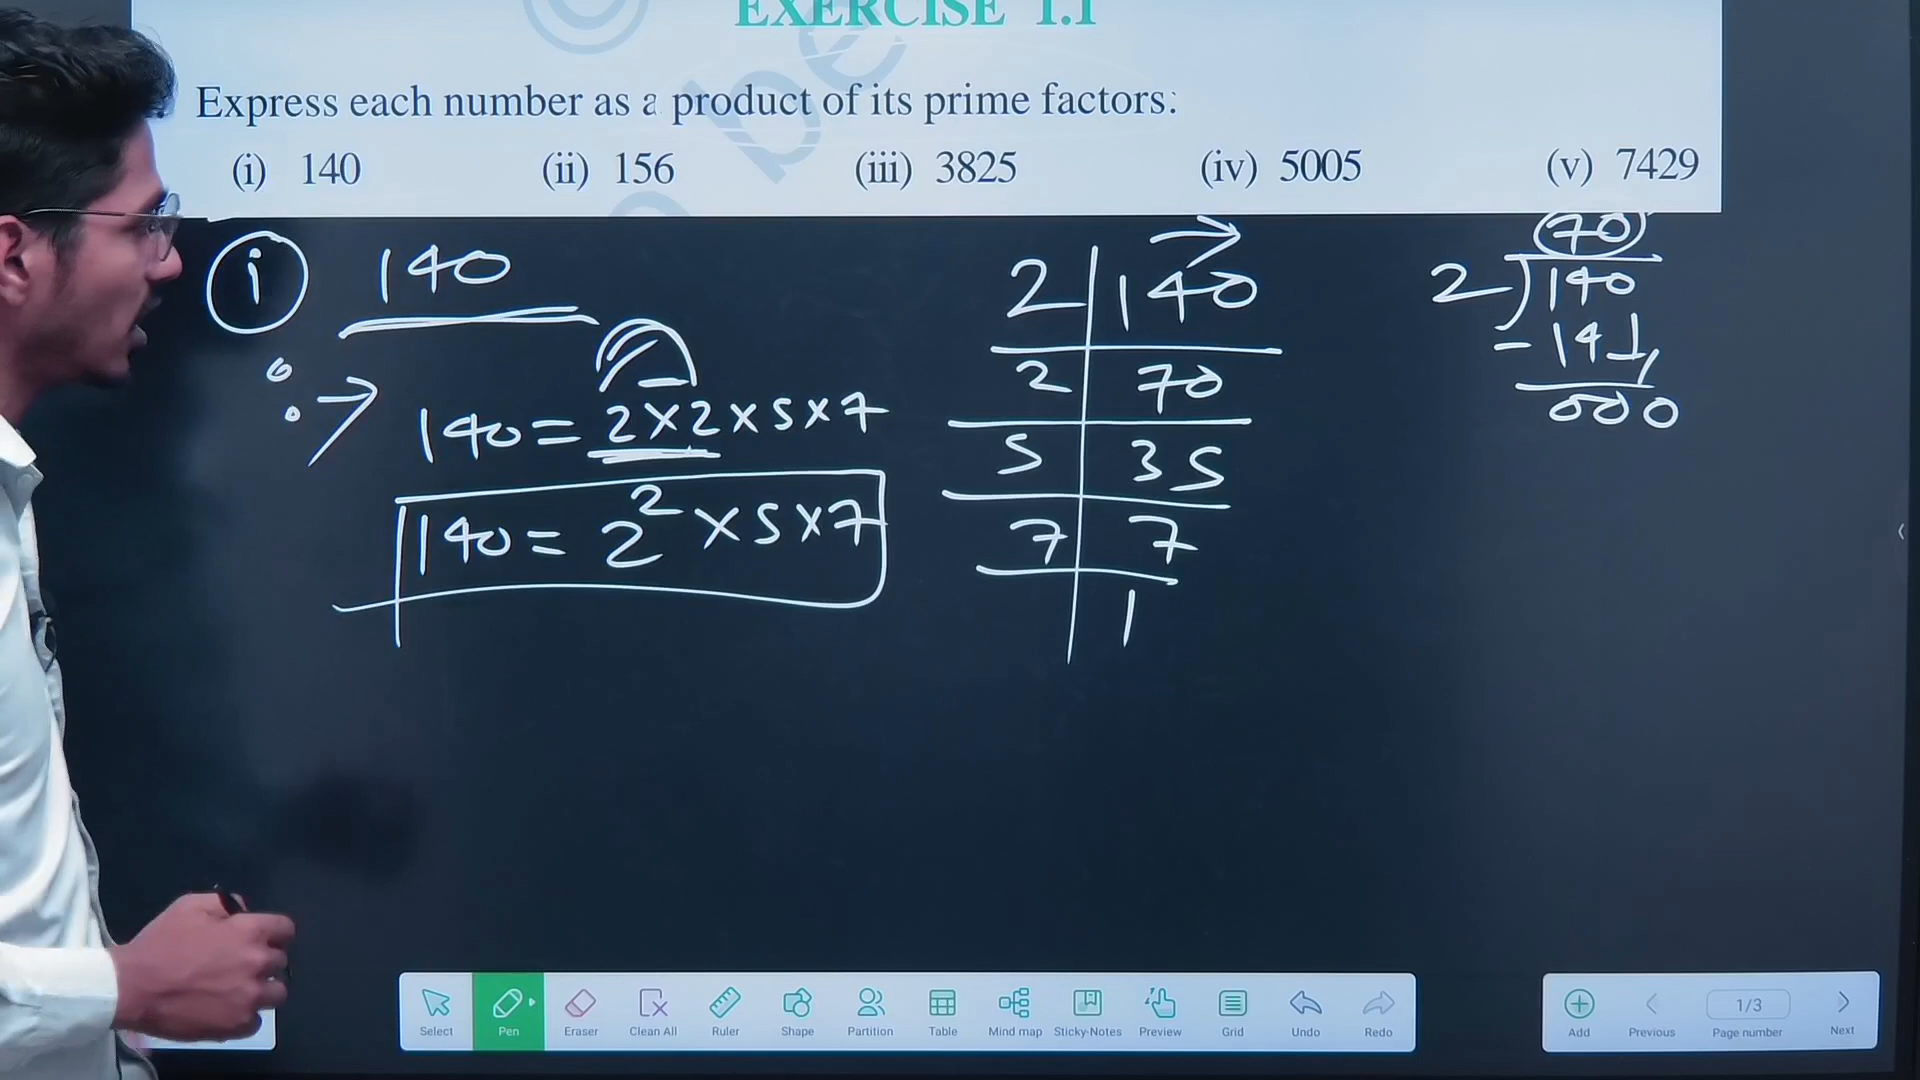 EXERCISE 1.1
Express each number as a product of its prime factors:
(i) 140 (ii) 156 (iii) 3825 (iv) 5005 (v) 7429
i 140
140 = 2×2×5×7
140 = 2² × 5×7
2 | 140
2 | 70
5 | 35
7 | 7
1
70
2)140
-14↓
000
Select Pen Eraser Clean All Ruler Shape Partition Table Mind map Sticky-Notes Preview Grid Undo Redo
1/3
Add Previous Page number Next